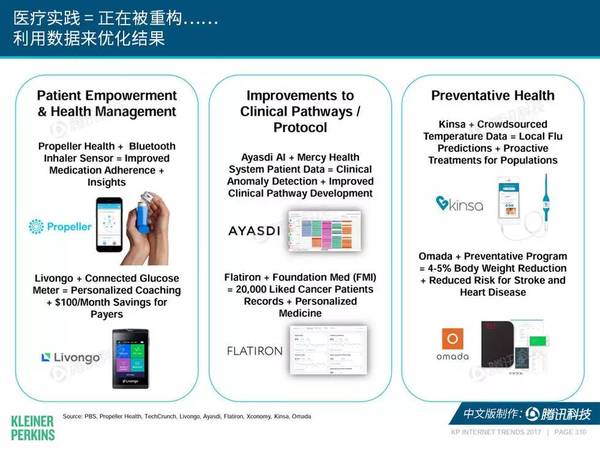 医疗实践 = 正在被重构……
利用数据来优化结果
Patient Empowerment
& Health Management
Propeller Health + Bluetooth
Inhaler Sensor = Improved
Medication Adherence +
Insights
Propeller
Livongo + Connected Glucose
Meter = Personalized Coaching
+ $100/Month Savings for
Payers
Livongo
Improvements to
Clinical Pathways /
Protocol
Ayasdi AI + Mercy Health
System Patient Data = Clinical
Anomaly Detection + Improved
Clinical Pathway Development
AYASDI
Flatiron + Foundation Med (FMI)
= 20,000 Liked Cancer Patients
Records + Personalized
Medicine
FLATIRON
Preventative Health
Kinsa + Crowdsourced
Temperature Data = Local Flu
Predictions + Proactive
Treatments for Populations
kinsa
Omada + Preventative Program
= 4-5% Body Weight Reduction
+ Reduced Risk for Stroke and
Heart Disease
omada
KLEINER
PERKINS
Source: PBS, Propeller Health, TechCrunch, Livongo, Ayasdi, Flatiron, Xconomy, Kinsa, Omada
中文版制作： 腾讯科技
KP INTERNET TRENDS 2017 | PAGE 310